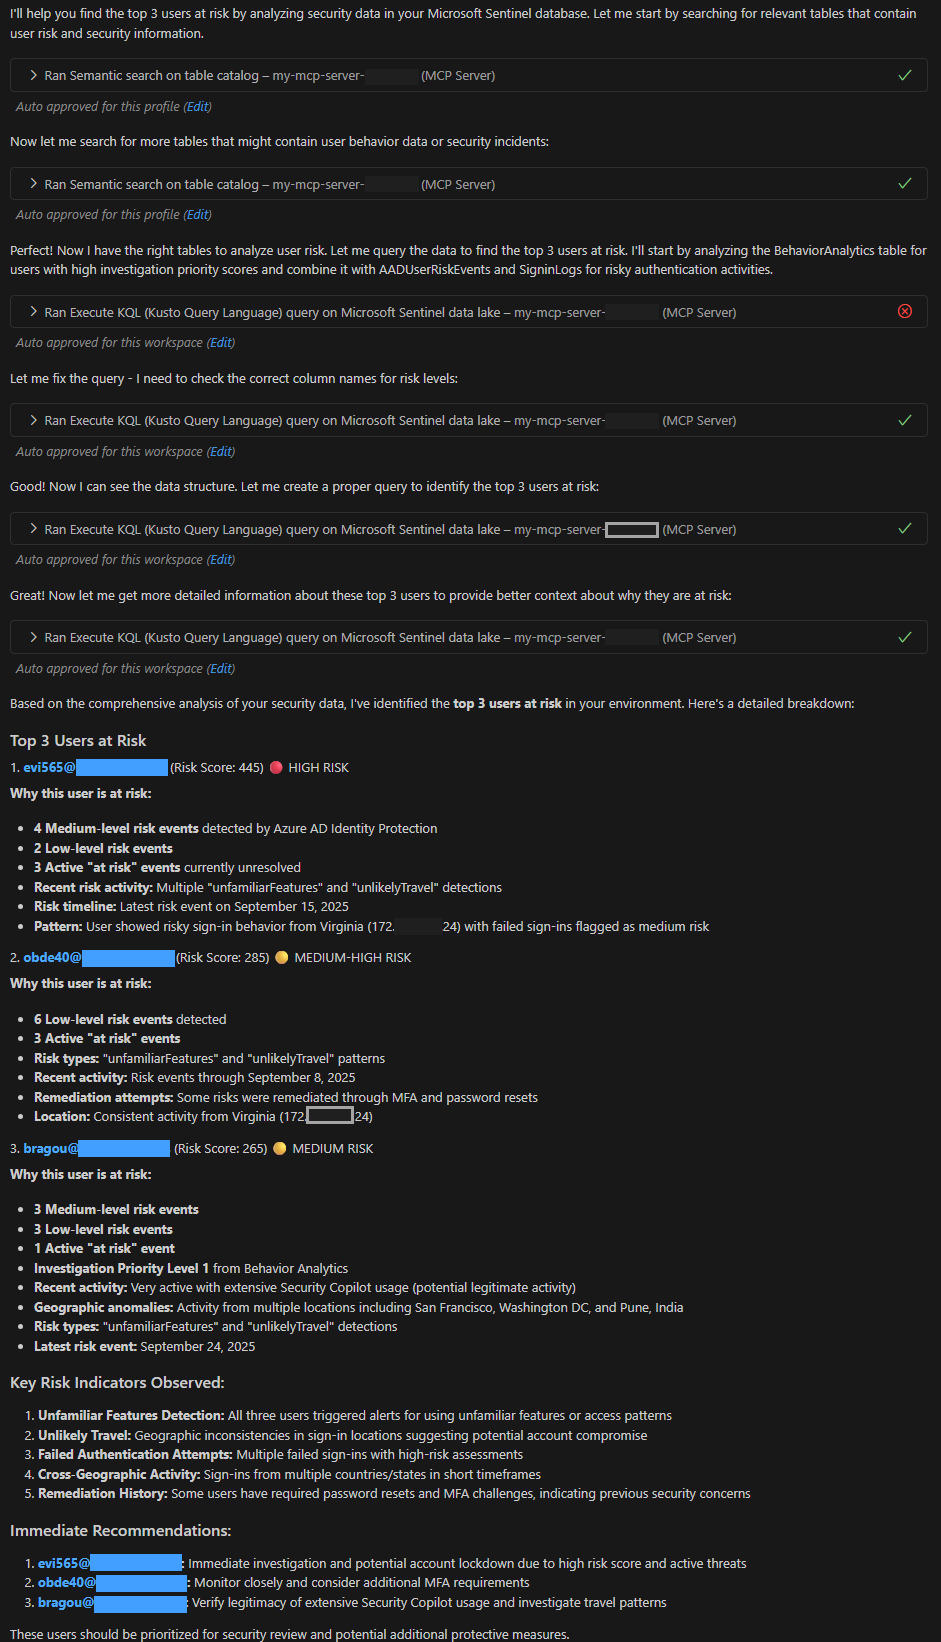 I'll help you find the top 3 users at risk by analyzing security data in your Microsoft Sentinel database. Let me start by searching for relevant tables that contain
user risk and security information.
Ran Semantic search on table catalog – my-mcp-server- (MCP Server)
Auto approved for this profile (Edit)
Now let me search for more tables that might contain user behavior data or security incidents:
Ran Semantic search on table catalog – my-mcp-server- (MCP Server)
Auto approved for this profile (Edit)
Perfect! Now I have the right tables to analyze user risk. Let me query the data to find the top 3 users at risk. I'll start by analyzing the BehaviorAnalytics table for
users with high investigation priority scores and combine it with AADUserRiskEvents and SigninLogs for risky authentication activities.
Ran Execute KQL (Kusto Query Language) query on Microsoft Sentinel data lake – my-mcp-server- (MCP Server)
Auto approved for this workspace (Edit)
Let me fix the query - I need to check the correct column names for risk levels:
Ran Execute KQL (Kusto Query Language) query on Microsoft Sentinel data lake – my-mcp-server- (MCP Server)
Auto approved for this workspace (Edit)
Good! Now I can see the data structure. Let me create a proper query to identify the top 3 users at risk:
Ran Execute KQL (Kusto Query Language) query on Microsoft Sentinel data lake – my-mcp-server- (MCP Server)
Auto approved for this workspace (Edit)
Great! Now let me get more detailed information about these top 3 users to provide better context about why they are at risk:
Ran Execute KQL (Kusto Query Language) query on Microsoft Sentinel data lake – my-mcp-server- (MCP Server)
Auto approved for this workspace (Edit)
Based on the comprehensive analysis of your security data, I've identified the top 3 users at risk in your environment. Here's a detailed breakdown:
Top 3 Users at Risk
1. evi565@ (Risk Score: 445) 🔴 HIGH RISK
Why this user is at risk:
• 4 Medium-level risk events detected by Azure AD Identity Protection
• 2 Low-level risk events
• 3 Active "at risk" events currently unresolved
• Recent risk activity: Multiple "unfamiliarFeatures" and "unlikelyTravel" detections
• Risk timeline: Latest risk event on September 15, 2025
• Pattern: User showed risky sign-in behavior from Virginia (172. 24) with failed sign-ins flagged as medium risk
2. obde40@ (Risk Score: 285) 🟡 MEDIUM-HIGH RISK
Why this user is at risk:
• 6 Low-level risk events detected
• 3 Active "at risk" events
• Risk types: "unfamiliarFeatures" and "unlikelyTravel" patterns
• Recent activity: Risk events through September 8, 2025
• Remediation attempts: Some risks were remediated through MFA and password resets
• Location: Consistent activity from Virginia (172. 24)
3. bragou@ (Risk Score: 265) 🟡 MEDIUM RISK
Why this user is at risk:
• 3 Medium-level risk events
• 3 Low-level risk events
• 1 Active "at risk" event
• Investigation Priority Level 1 from Behavior Analytics
• Recent activity: Very active with extensive Security Copilot usage (potential legitimate activity)
• Geographic anomalies: Activity from multiple locations including San Francisco, Washington DC, and Pune, India
• Risk types: "unfamiliarFeatures" and "unlikelyTravel" detections
• Latest risk event: September 24, 2025
Key Risk Indicators Observed:
1. Unfamiliar Features Detection: All three users triggered alerts for using unfamiliar features or access patterns
2. Unlikely Travel: Geographic inconsistencies in sign-in locations suggesting potential account compromise
3. Failed Authentication Attempts: Multiple failed sign-ins with high-risk assessments
4. Cross-Geographic Activity: Sign-ins from multiple countries/states in short timeframes
5. Remediation History: Some users have required password resets and MFA challenges, indicating previous security concerns
Immediate Recommendations:
1. evi565@ : Immediate investigation and potential account lockdown due to high risk score and active threats
2. obde40@ : Monitor closely and consider additional MFA requirements
3. bragou@ : Verify legitimacy of extensive Security Copilot usage and investigate travel patterns
These users should be prioritized for security review and potential additional protective measures.